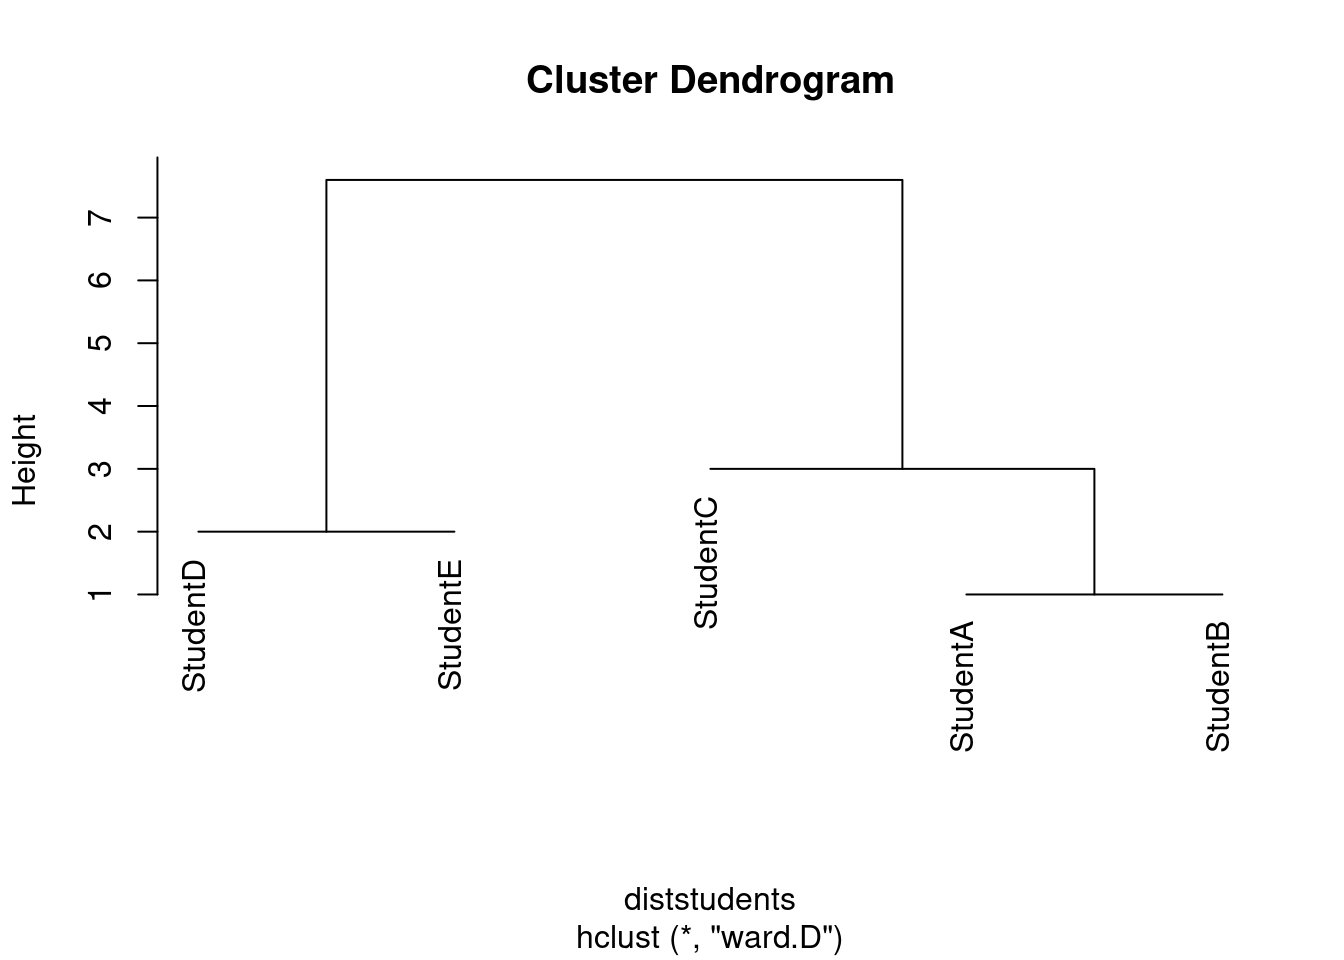 Cluster Dendrogram
Height
7
6
5
4
3
2
1
StudentD
StudentE
StudentC
StudentA
StudentB
diststudents
hclust (*, "ward.D")